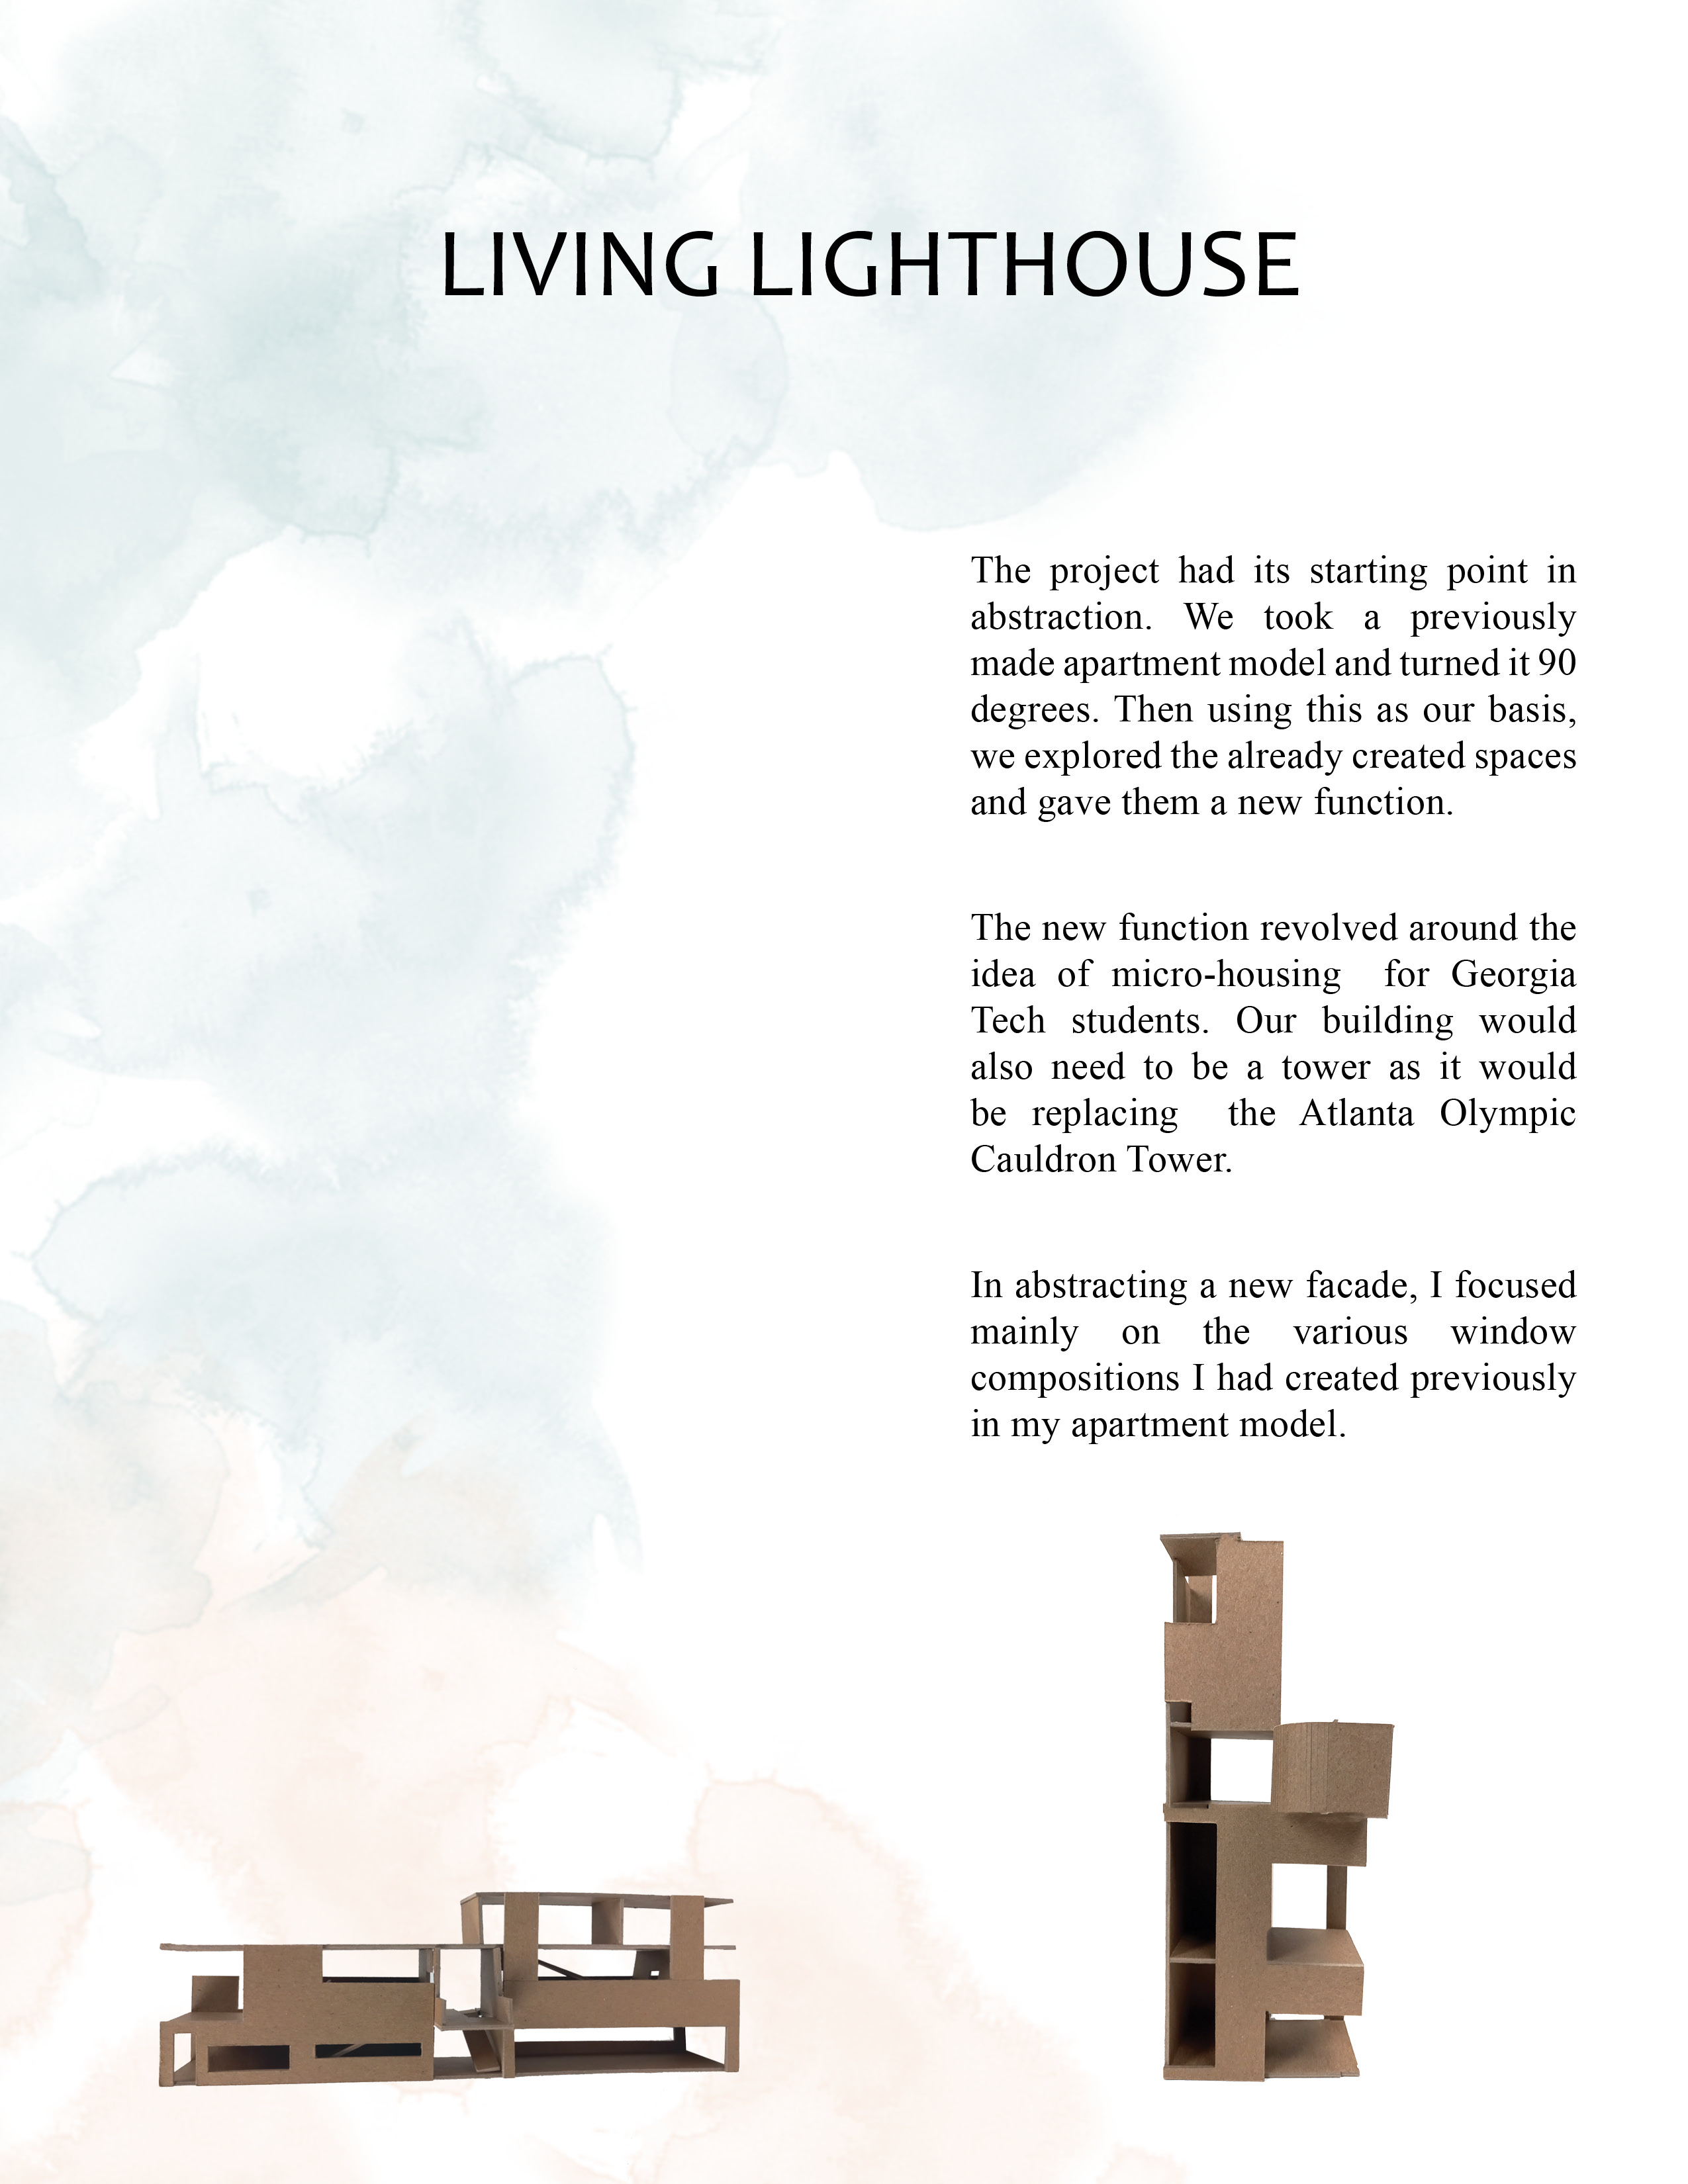 LIVING LIGHTHOUSE
The project had its starting point in
abstraction. We took a previously
made apartment model and turned it 90
degrees. Then using this as our basis,
we explored the already created spaces
and gave them a new function.
The new function revolved around the
idea of micro-housing for Georgia
Tech students. Our building would
also need to be a tower as it would
be replacing the Atlanta Olympic
Cauldron Tower.
In abstracting a new facade, I focused
mainly on the various window
compositions I had created previously
in my apartment model.